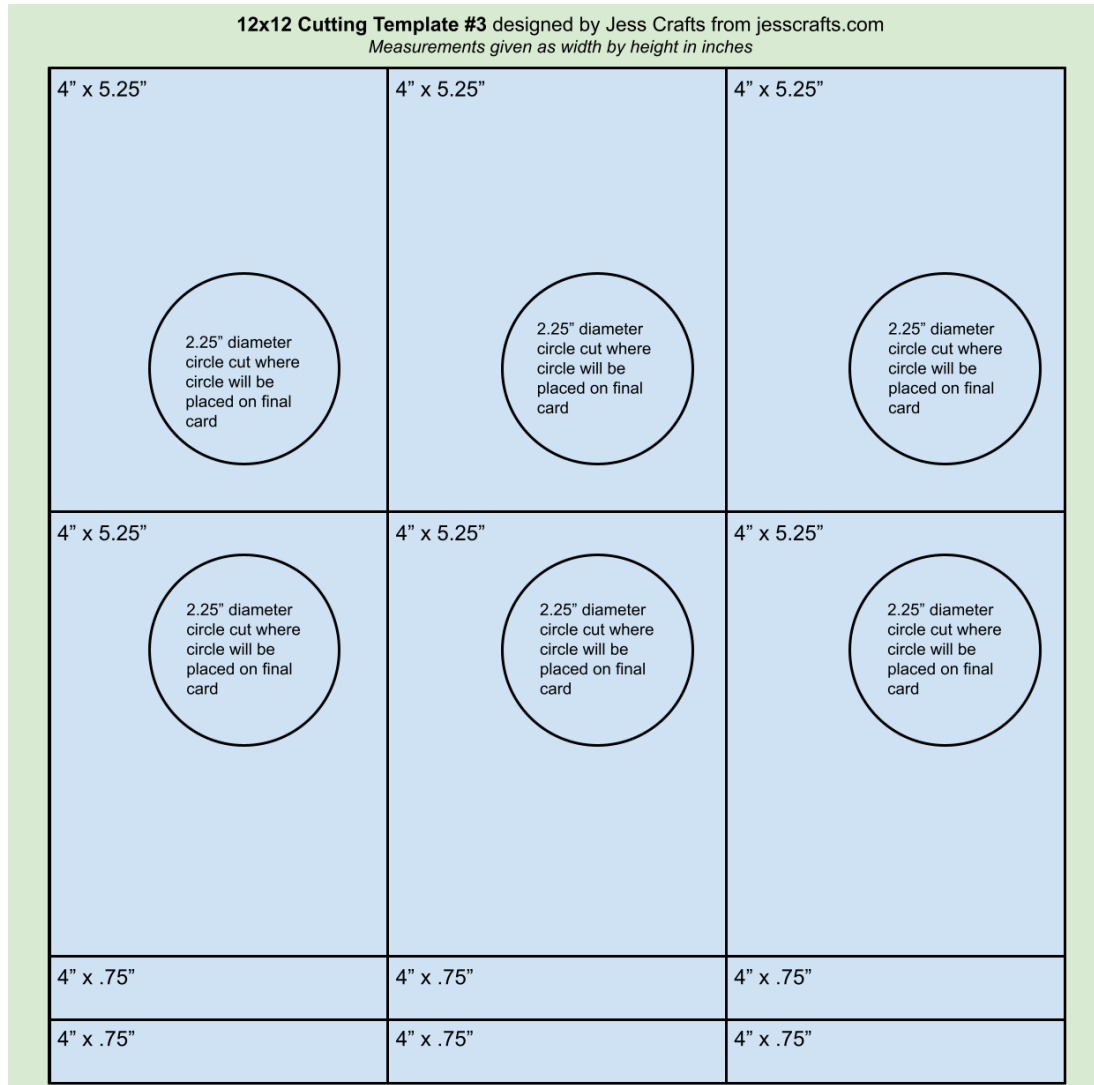 12x12 Cutting Template #3 designed by Jess Crafts from jesscrafts.com
Measurements given as width by height in inches
4” x 5.25”
4” x 5.25”
4” x 5.25”
2.25” diameter
circle cut where
circle will be
placed on final
card
2.25” diameter
circle cut where
circle will be
placed on final
card
2.25” diameter
circle cut where
circle will be
placed on final
card
4” x 5.25”
4” x 5.25”
4” x 5.25”
2.25” diameter
circle cut where
circle will be
placed on final
card
2.25” diameter
circle cut where
circle will be
placed on final
card
2.25” diameter
circle cut where
circle will be
placed on final
card
4” x .75”
4” x .75”
4” x .75”
4” x .75”
4” x .75”
4” x .75”